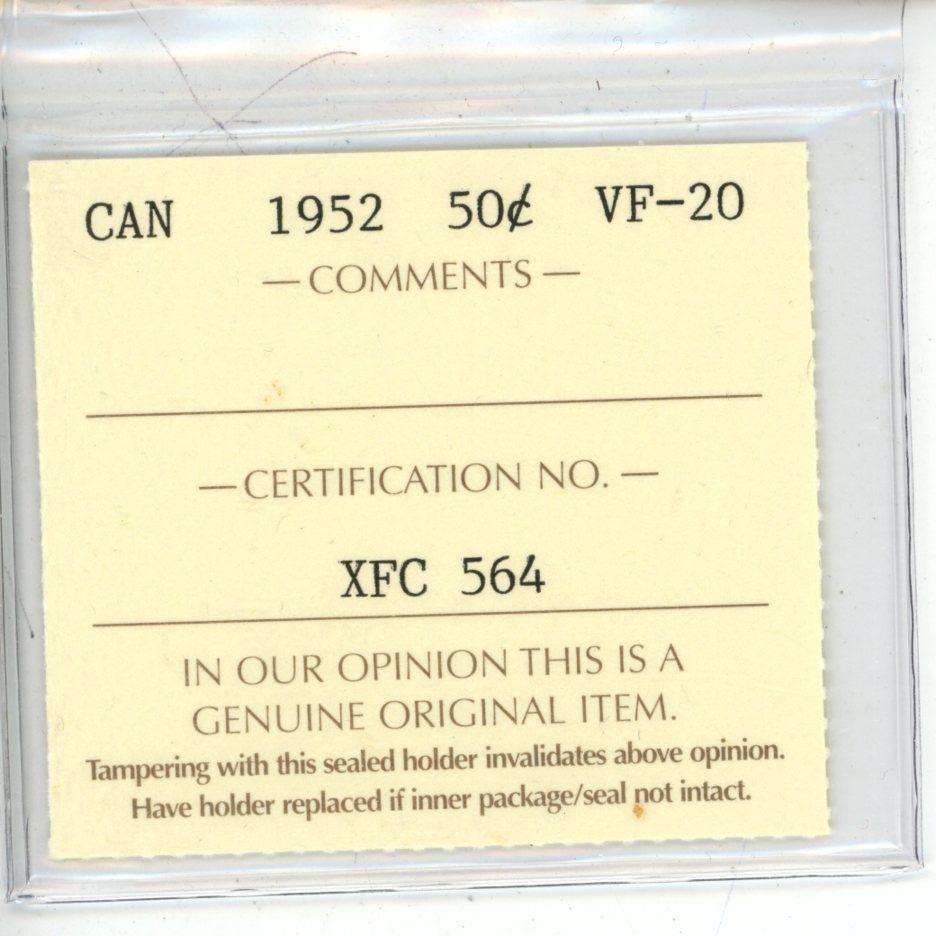 CAN 1952 50¢ VF-20
— COMMENTS —
— CERTIFICATION NO. —
XFC 564
IN OUR OPINION THIS IS A
GENUINE ORIGINAL ITEM.
Tampering with this sealed holder invalidates above opinion.
Have holder replaced if inner package/seal not intact.